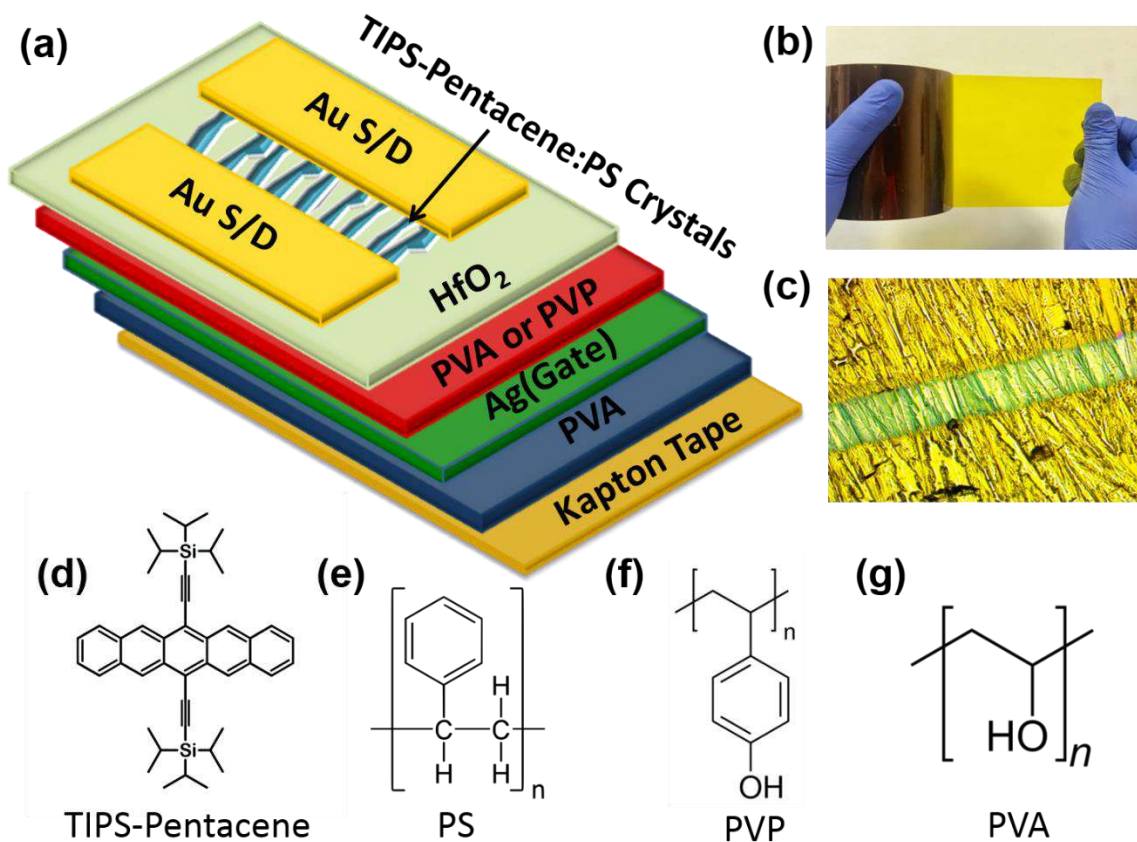 (a)
TIPS-Pentacene:PS Crystals
Au S/D
Au S/D
HfO₂
PVA or PVP
Ag(Gate)
PVA
Kapton Tape
(b)
(c)
(d)
Si
Si
TIPS-Pentacene
(e)
H
C
C
H
H
n
PS
(f)
n
OH
PVP
(g)
HO
n
PVA